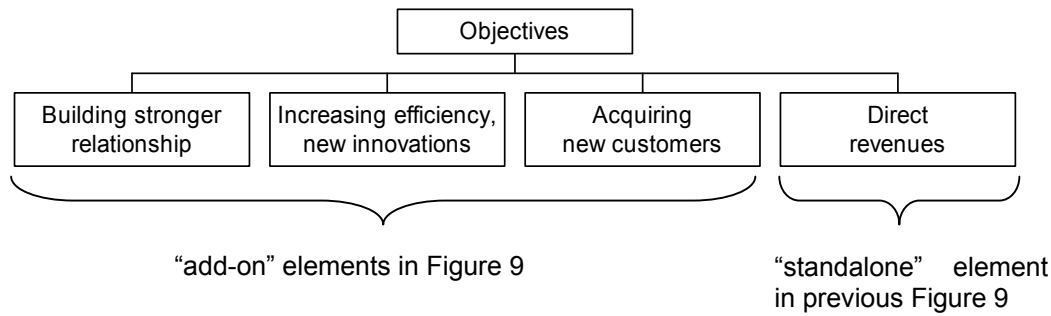 Objectives
Building stronger
relationship
Increasing efficiency,
new innovations
Acquiring
new customers
Direct
revenues
“add-on” elements in Figure 9
“standalone” element
in previous Figure 9